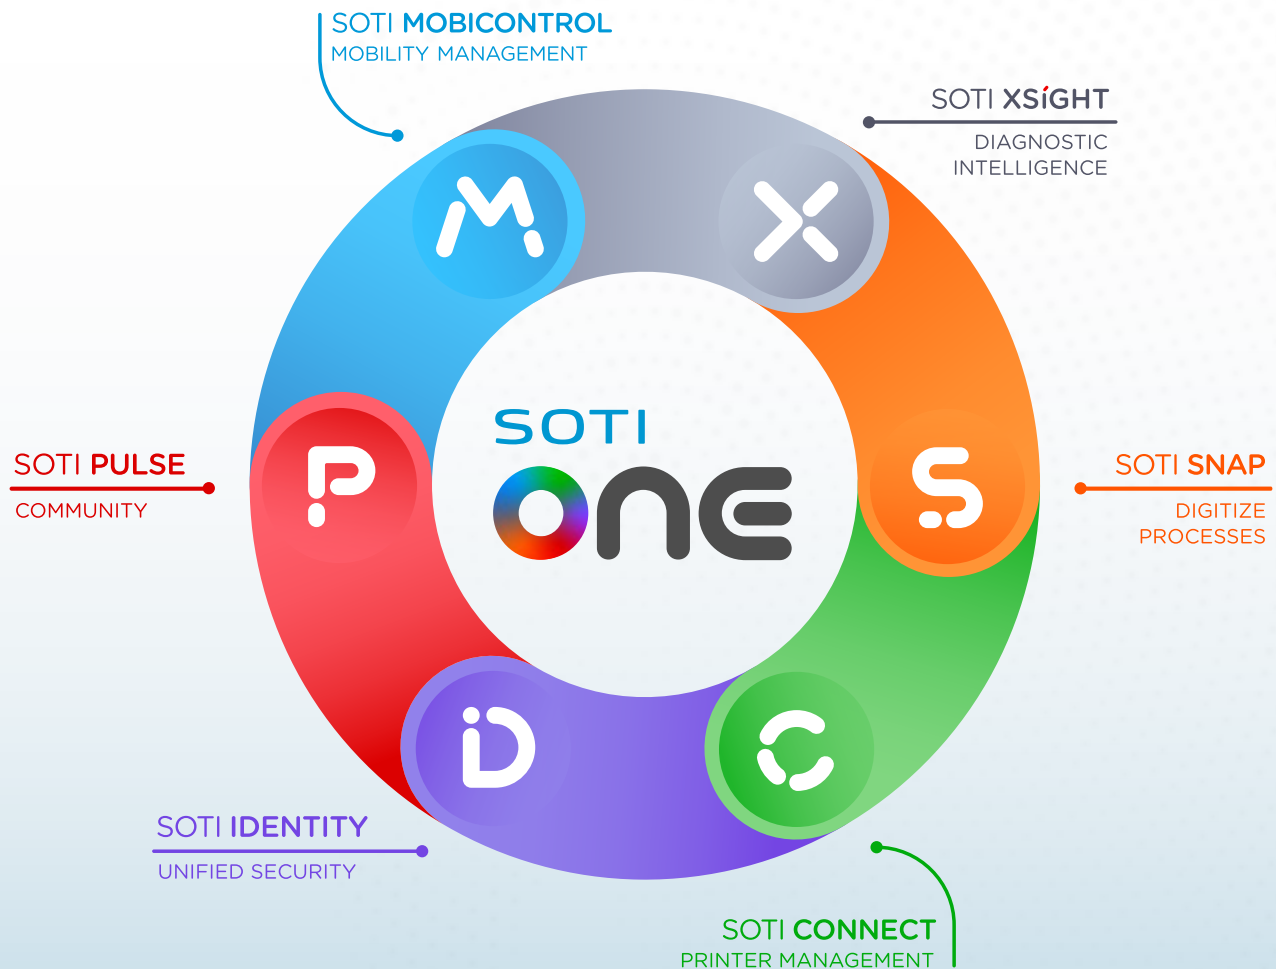 SOTI MOBICONTROL
MOBILITY MANAGEMENT
SOTI XSiGHT
DIAGNOSTIC
INTELLIGENCE
M
X
SOTI
ONE
SOTI PULSE
COMMUNITY
P
S
SOTI SNAP
DIGITIZE
PROCESSES
iD
C
SOTI IDENTITY
UNIFIED SECURITY
SOTI CONNECT
PRINTER MANAGEMENT